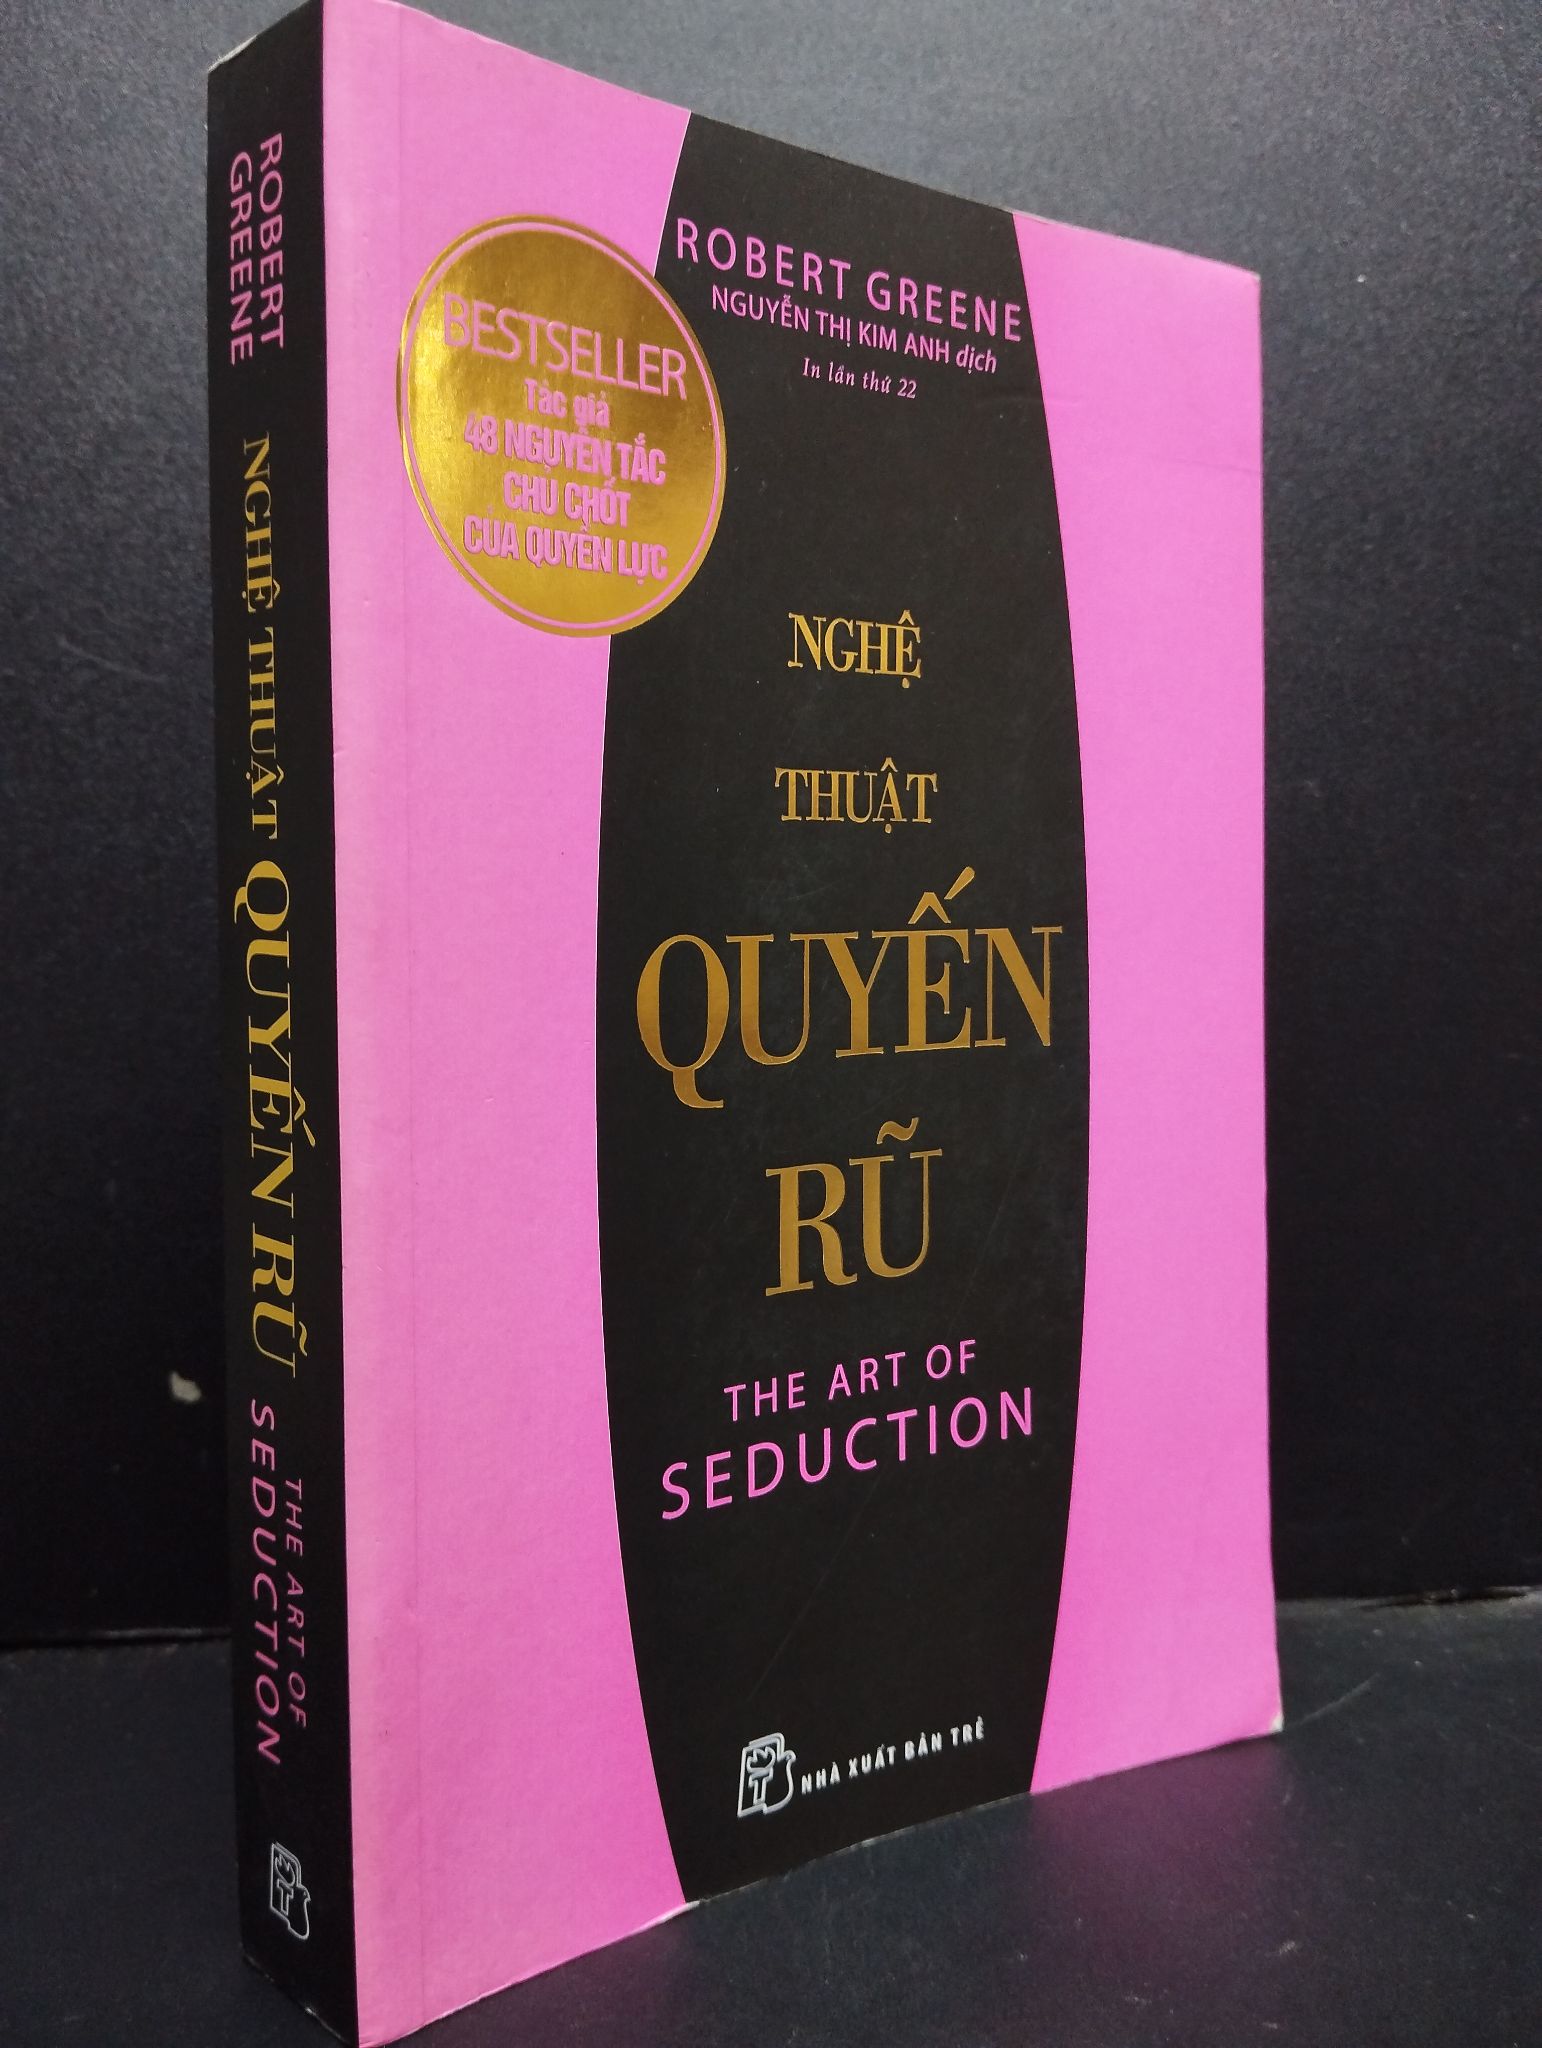 ROBERT
GREENE
NGHỆ THUẬT QUYẾN RŨ
THE ART OF
SEDUCTION
BESTSELLER
Tác giả
48 NGUYÊN TẮC
CHỦ CHỐT
CỦA QUYỀN LỰC
ROBERT GREENE
NGUYỄN THỊ KIM ANH dịch
In lần thứ 22
NGHỆ
THUẬT
QUYẾN
RŨ
THE ART OF
SEDUCTION
NHÀ XUẤT BẢN TRẺ